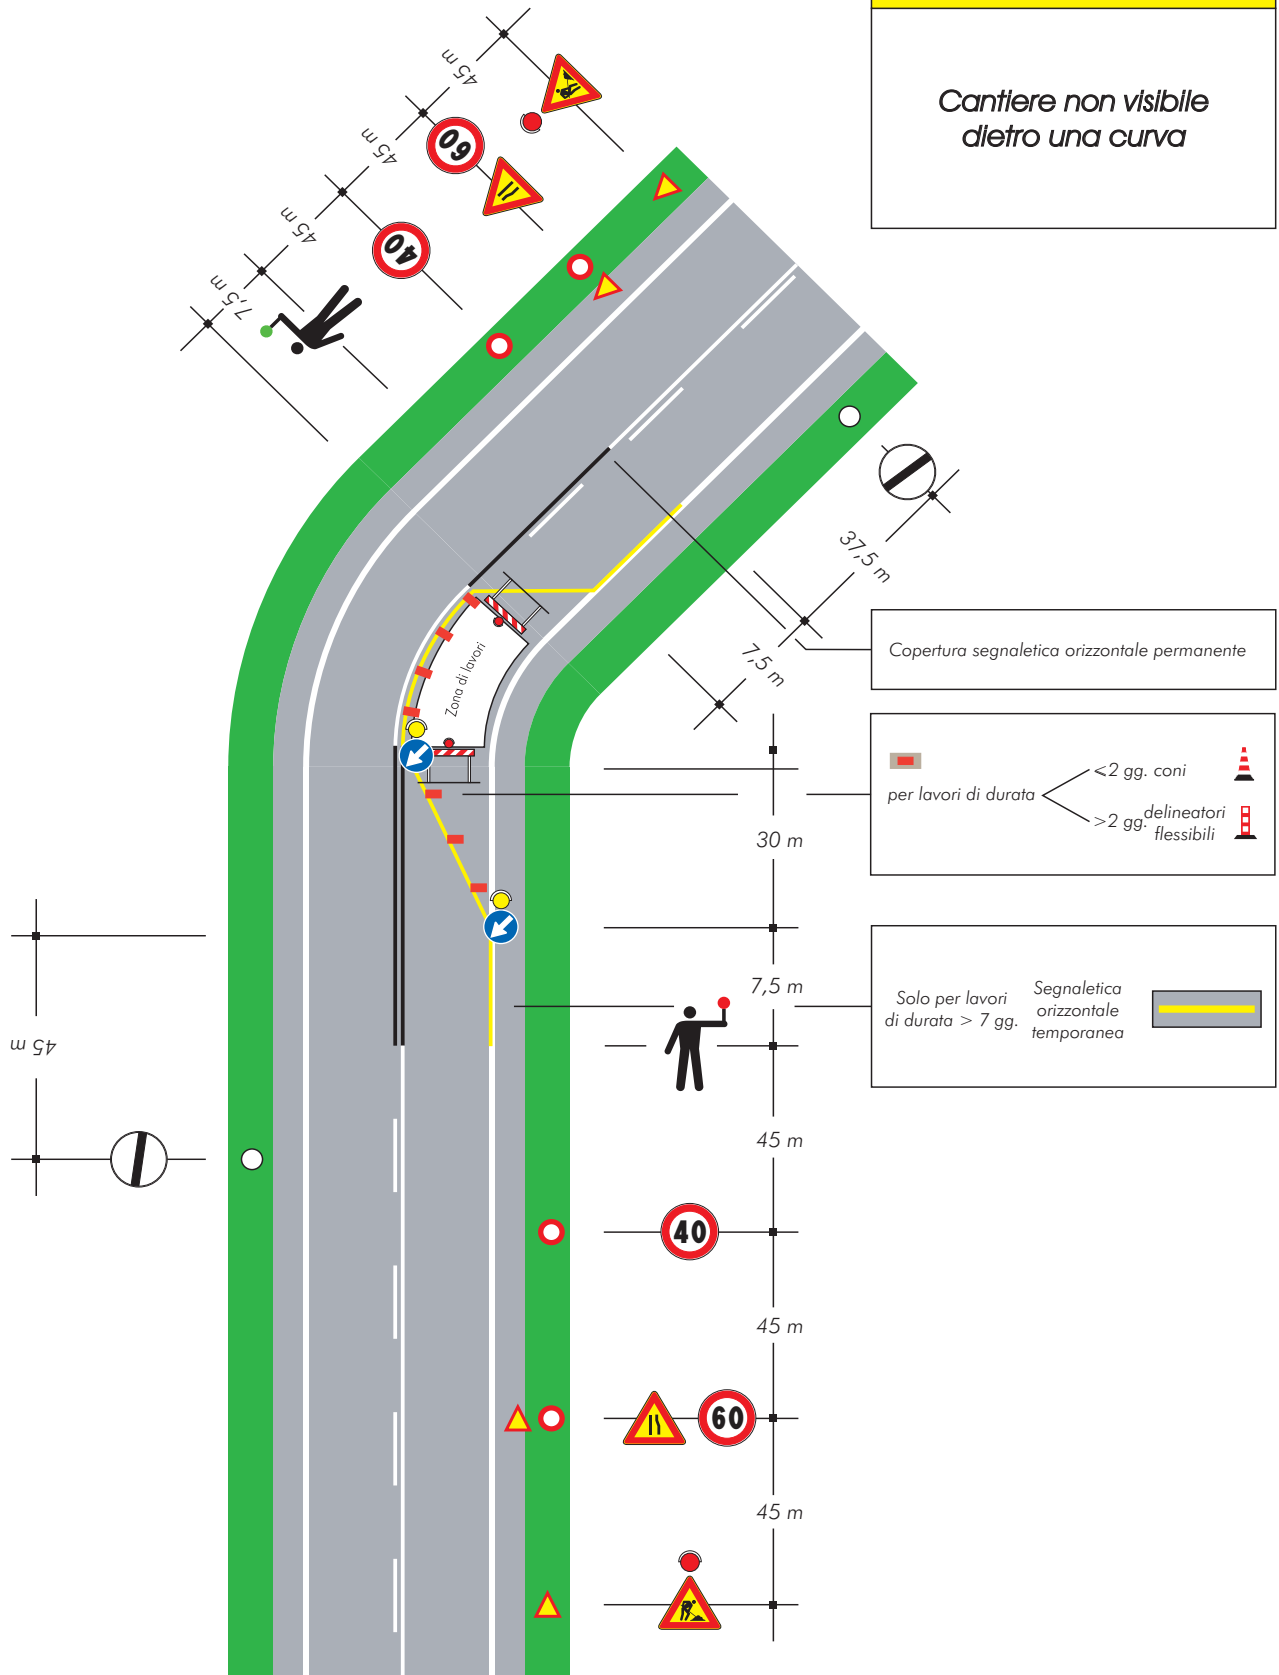 Cantiere non visibile
dietro una curva
45 m
45 m
60
45 m
40
7,5 m
37,5 m
7,5 m
Copertura segnaletica orizzontale permanente
Zona di lavori
<2 gg. coni
per lavori di durata
>2 gg. delineatori
flessibili
30 m
7,5 m
Solo per lavori
di durata > 7 gg.
Segnaletica
orizzontale
temporanea
45 m
45 m
40
45 m
60
45 m